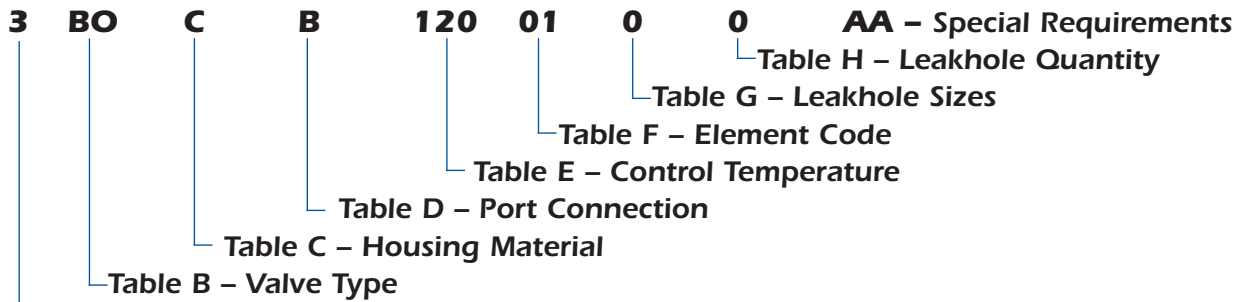 3 BO C B 120 01 0 0 AA – Special Requirements
Table H – Leakhole Quantity
Table G – Leakhole Sizes
Table F – Element Code
Table E – Control Temperature
Table D – Port Connection
Table C – Housing Material
Table B – Valve Type